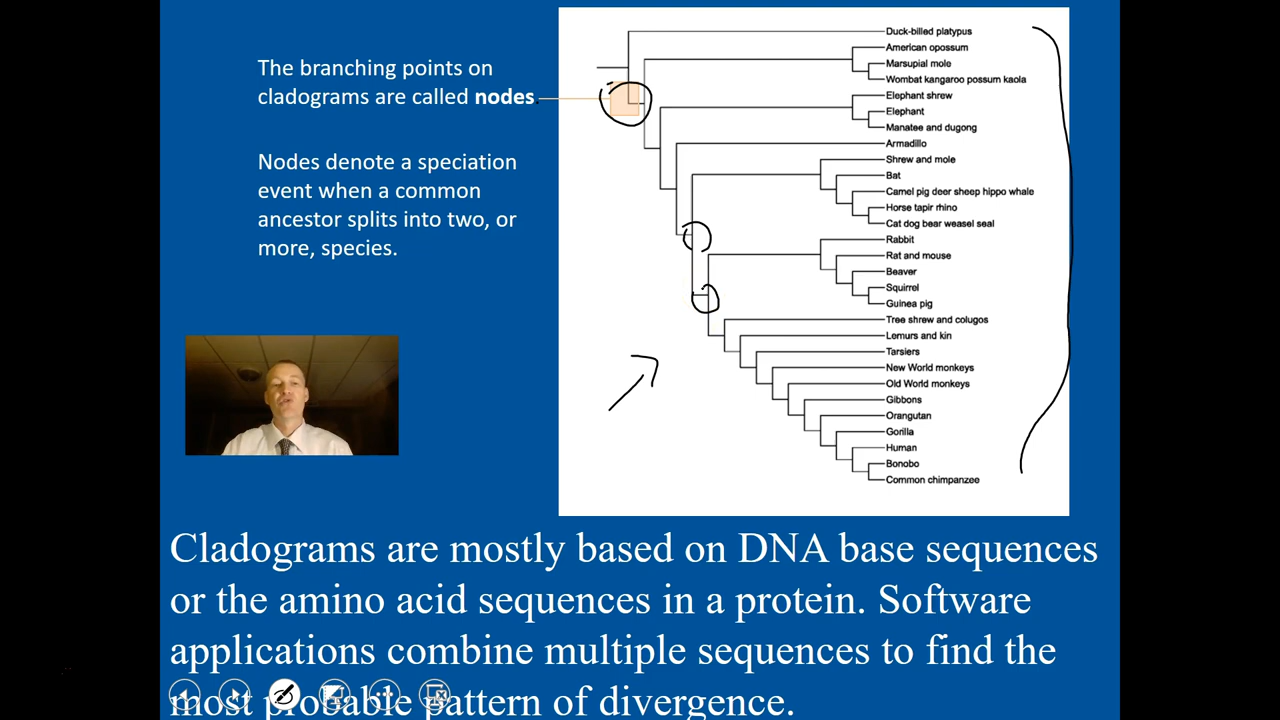 The branching points on
cladograms are called nodes.
Nodes denote a speciation
event when a common
ancestor splits into two, or
more, species.
Duck-billed platypus
American opossum
Marsupial mole
Wombat kangaroo possum kaola
Elephant shrew
Elephant
Manatee and dugong
Armadillo
Shrew and mole
Bat
Camel pig deer sheep hippo whale
Horse tapir rhino
Cat dog bear weasel seal
Rabbit
Rat and mouse
Beaver
Squirrel
Guinea pig
Tree shrew and colugos
Lemurs and kin
Tarsiers
New World monkeys
Old World monkeys
Gibbons
Orangutan
Gorilla
Human
Bonobo
Common chimpanzee
Cladograms are mostly based on DNA base sequences
or the amino acid sequences in a protein. Software
applications combine multiple sequences to find the
most probable pattern of divergence.